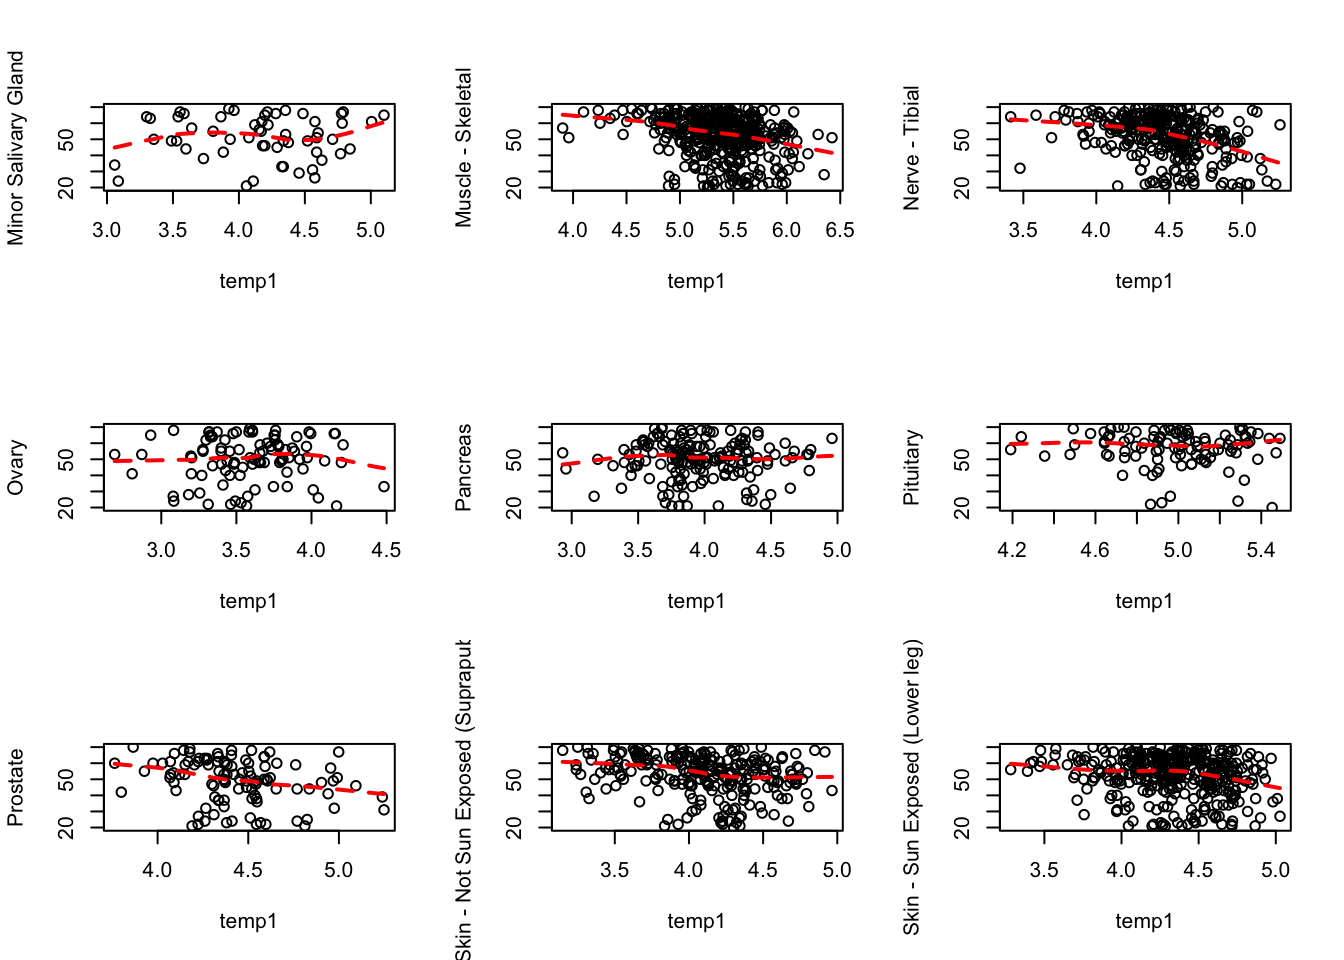 Minor Salivary Gland
20 50
3.0 3.5 4.0 4.5 5.0
temp1
Muscle - Skeletal
20 50
4.0 4.5 5.0 5.5 6.0 6.5
temp1
Nerve - Tibial
20 50
3.5 4.0 4.5 5.0
temp1
Ovary
20 50
3.0 3.5 4.0 4.5
temp1
Pancreas
20 50
3.0 3.5 4.0 4.5 5.0
temp1
Pituitary
20 50
4.2 4.6 5.0 5.4
temp1
Prostate
20 50
4.0 4.5 5.0
temp1
Skin - Not Sun Exposed (Suprapub
20 50
3.5 4.0 4.5 5.0
temp1
Skin - Sun Exposed (Lower leg)
20 50
3.5 4.0 4.5 5.0
temp1